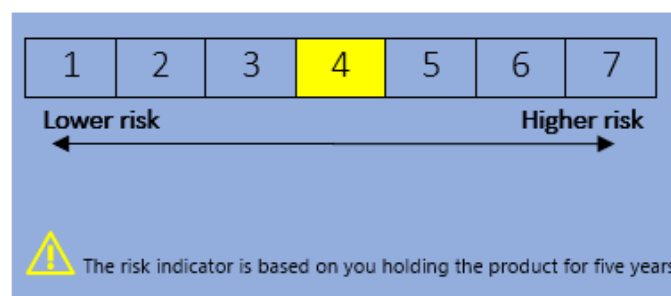 1 2 3 4 5 6 7
Lower risk Higher risk
The risk indicator is based on you holding the product for five years